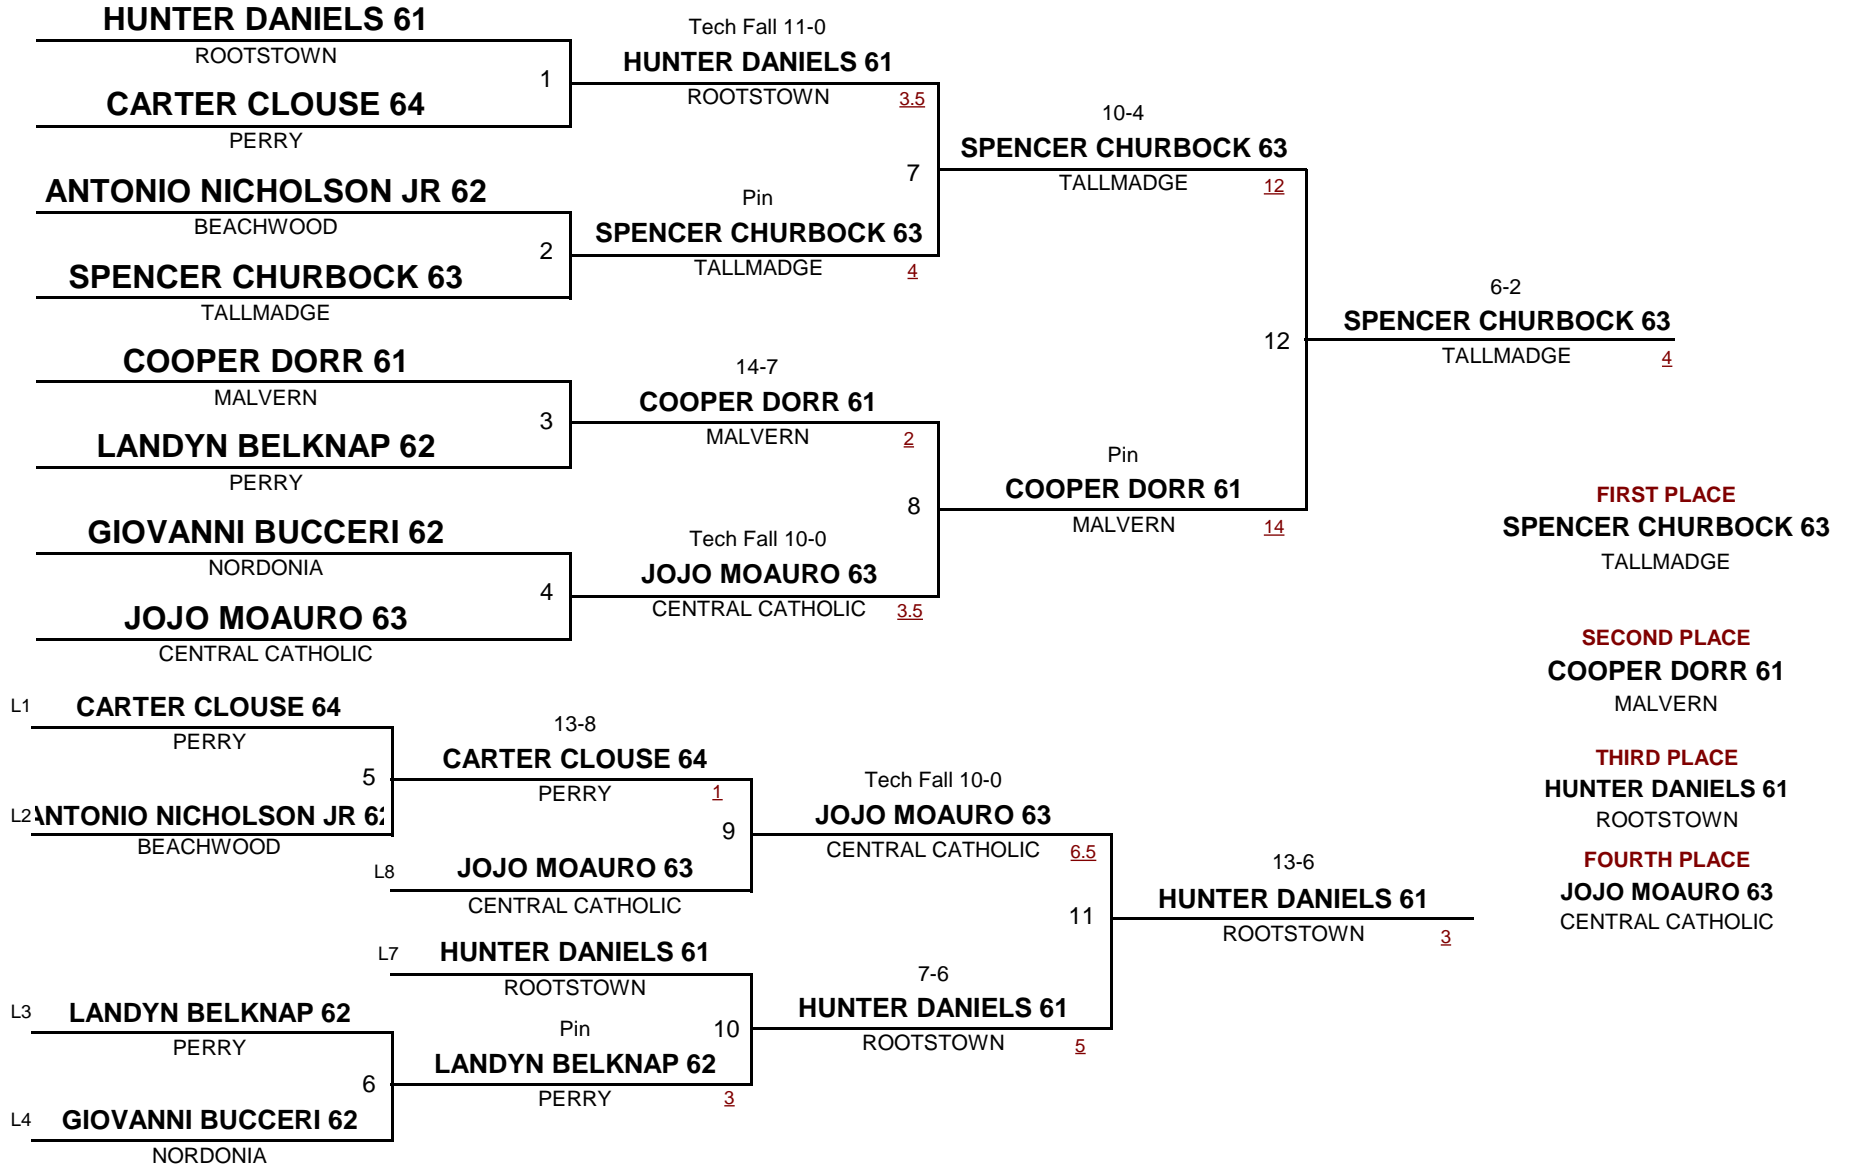 HUNTER DANIELS 61
ROOTSTOWN
1
CARTER CLOUSE 64
PERRY
ANTONIO NICHOLSON JR 62
BEACHWOOD
2
SPENCER CHURBOCK 63
TALLMADGE
COOPER DORR 61
MALVERN
3
LANDYN BELKNAP 62
PERRY
GIOVANNI BUCCERI 62
NORDONIA
4
JOJO MOAURO 63
CENTRAL CATHOLIC
Tech Fall 11-0
HUNTER DANIELS 61
ROOTSTOWN 3.5
7
Pin
SPENCER CHURBOCK 63
TALLMADGE 4
14-7
COOPER DORR 61
MALVERN 2
8
Tech Fall 10-0
JOJO MOAURO 63
CENTRAL CATHOLIC 3.5
10-4
SPENCER CHURBOCK 63
TALLMADGE 12
12
Pin
COOPER DORR 61
MALVERN 14
6-2
SPENCER CHURBOCK 63
TALLMADGE 4
FIRST PLACE
SPENCER CHURBOCK 63
TALLMADGE
SECOND PLACE
COOPER DORR 61
MALVERN
THIRD PLACE
HUNTER DANIELS 61
ROOTSTOWN
FOURTH PLACE
JOJO MOAURO 63
CENTRAL CATHOLIC
L1 CARTER CLOUSE 64
PERRY
5
L2 ANTONIO NICHOLSON JR 62
BEACHWOOD
13-8
CARTER CLOUSE 64
PERRY 1
9
L8 JOJO MOAURO 63
CENTRAL CATHOLIC
L7 HUNTER DANIELS 61
ROOTSTOWN
10
L3 LANDYN BELKNAP 62
PERRY
6
L4 GIOVANNI BUCCERI 62
NORDONIA
Pin
LANDYN BELKNAP 62
PERRY 3
Tech Fall 10-0
JOJO MOAURO 63
CENTRAL CATHOLIC 6.5
11
7-6
HUNTER DANIELS 61
ROOTSTOWN 5
13-6
HUNTER DANIELS 61
ROOTSTOWN 3